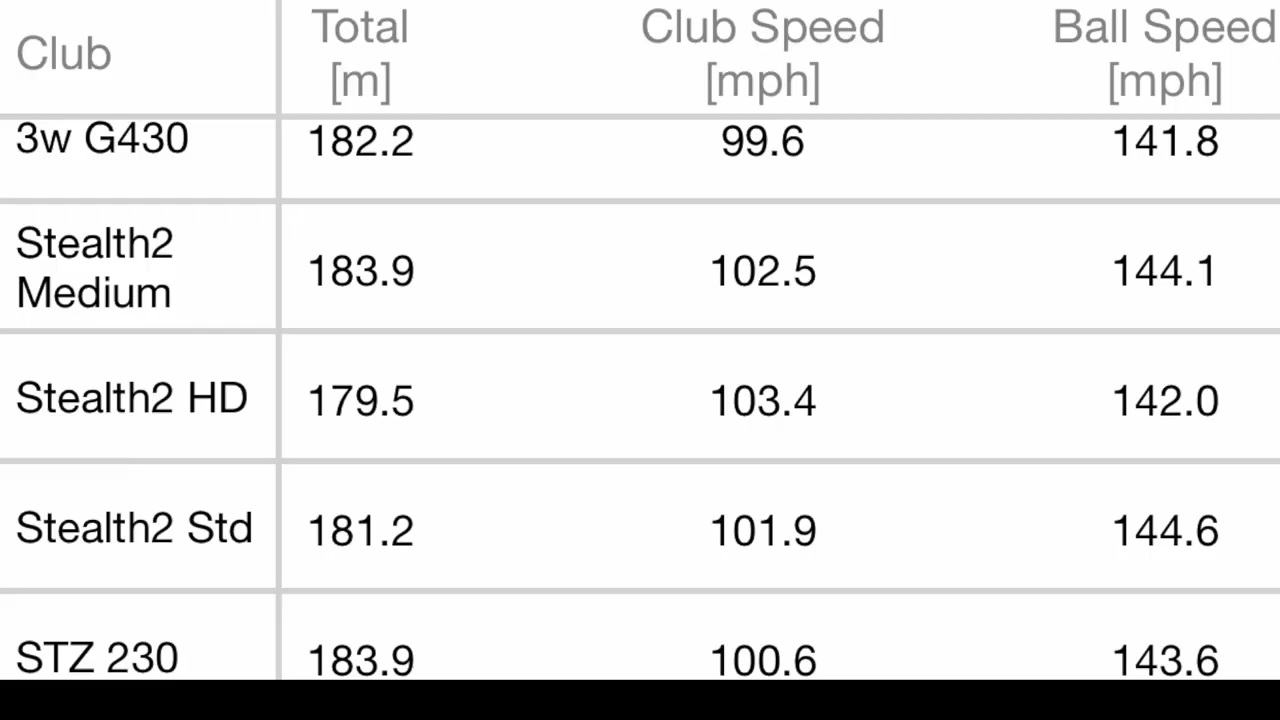 Club Total [m] Club Speed [mph] Ball Speed [mph]
3w G430 182.2 99.6 141.8
Stealth2 Medium 183.9 102.5 144.1
Stealth2 HD 179.5 103.4 142.0
Stealth2 Std 181.2 101.9 144.6
STZ 230 183.9 100.6 143.6